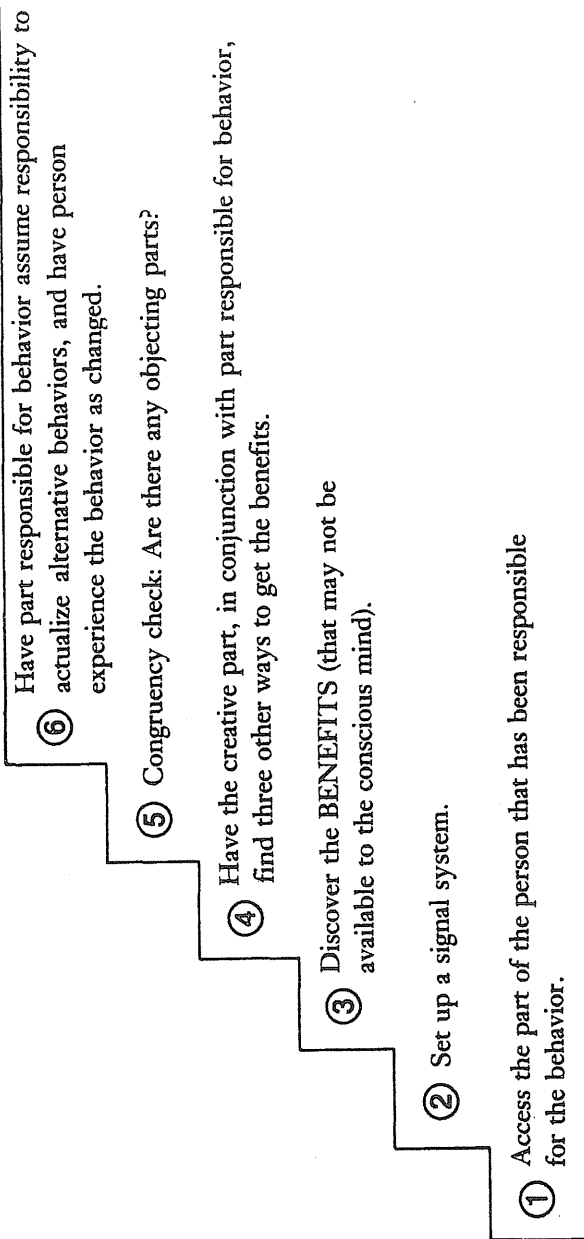 ⑥ Have part responsible for behavior assume responsibility to
actualize alternative behaviors, and have person
experience the behavior as changed.
⑤ Congruency check: Are there any objecting parts?
④ Have the creative part, in conjunction with part responsible for behavior,
find three other ways to get the benefits.
③ Discover the BENEFITS (that may not be
available to the conscious mind).
② Set up a signal system.
① Access the part of the person that has been responsible
for the behavior.